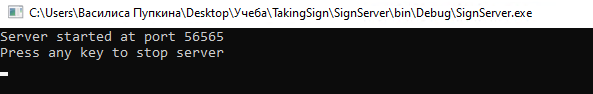 C:\Users\Василиса Пупкина\Desktop\Учеба\TakingSign\SignServer\bin\Debug\SignServer.exe
Server started at port 56565
Press any key to stop server